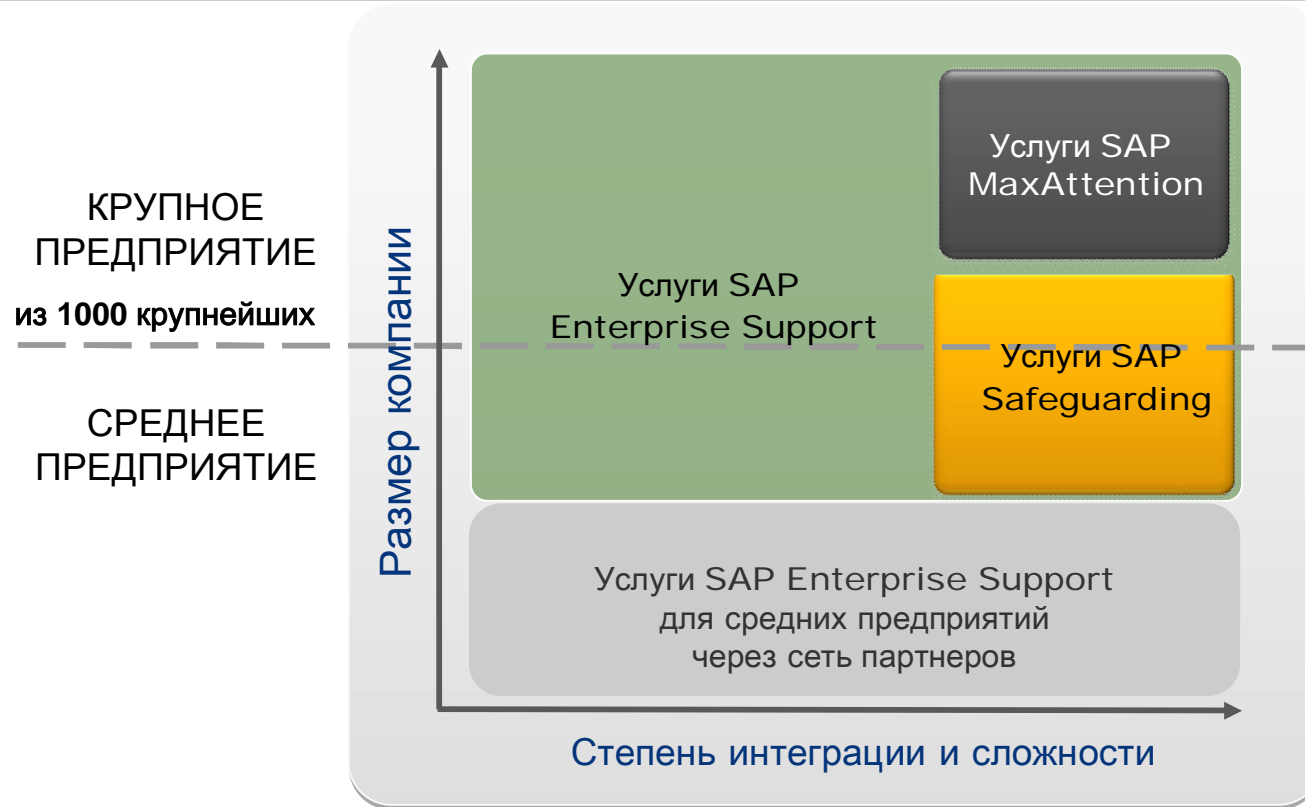 КРУПНОЕ
ПРЕДПРИЯТИЕ
из 1000 крупнейших
СРЕДНЕЕ
ПРЕДПРИЯТИЕ
Размер компании
Услуги SAP
Enterprise Support
Услуги SAP
MaxAttention
Услуги SAP
Safeguarding
Услуги SAP Enterprise Support
для средних предприятий
через сеть партнеров
Степень интеграции и сложности